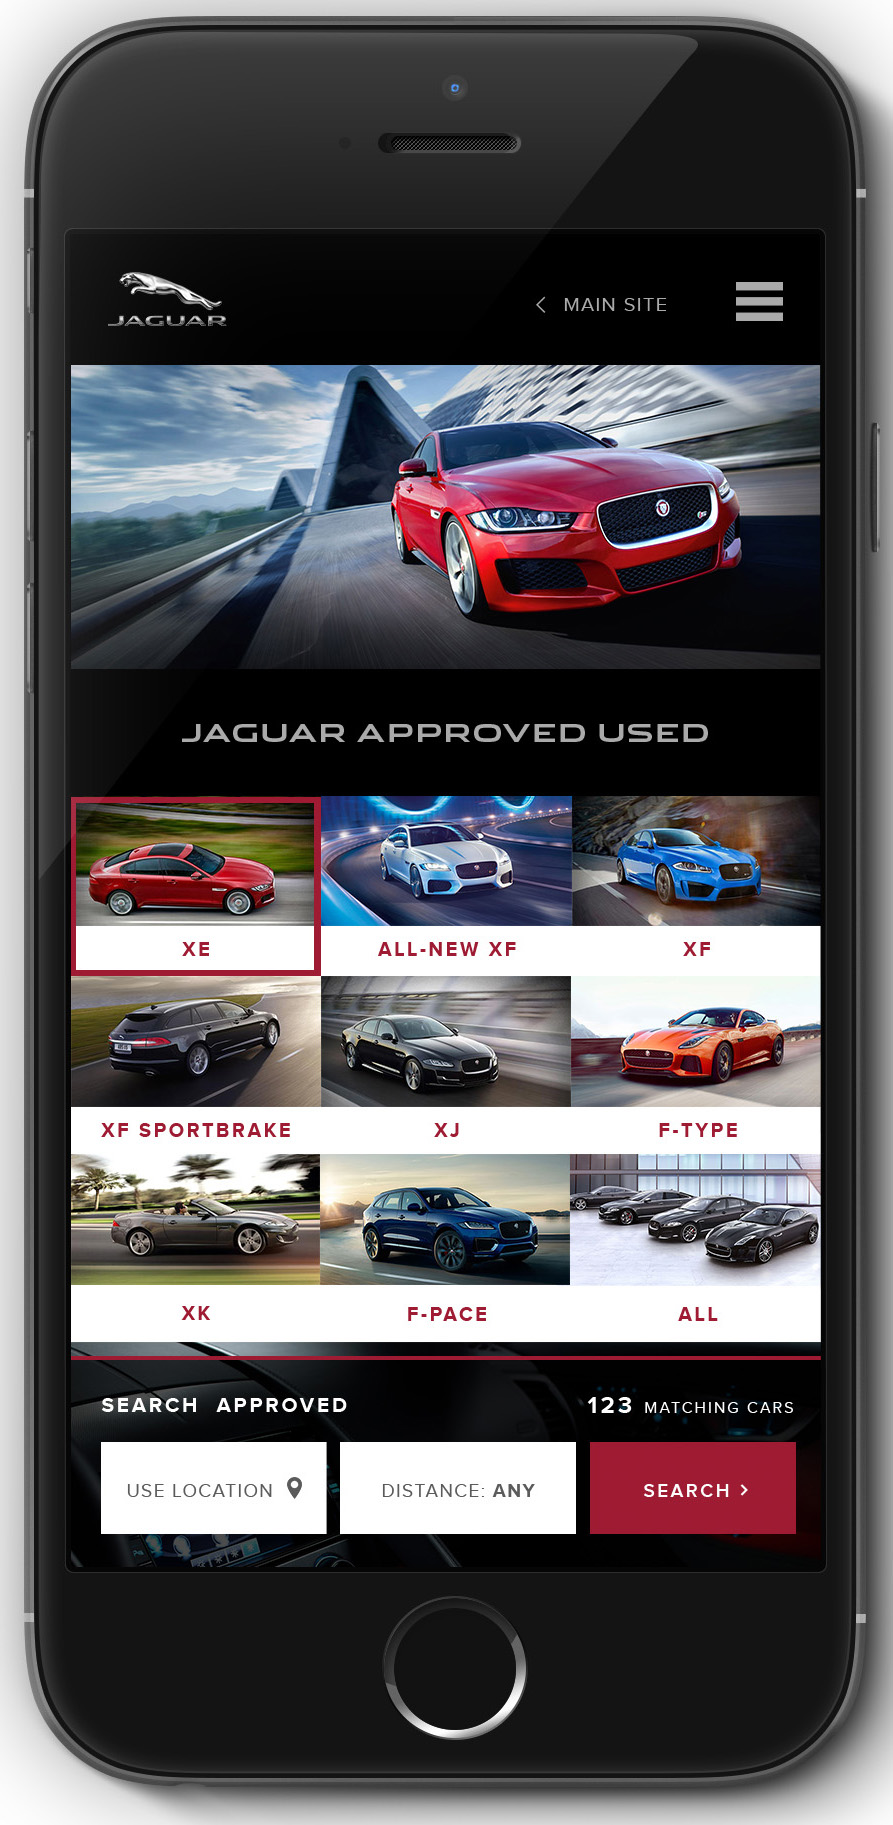 JAGUAR
< MAIN SITE
JAGUAR APPROVED USED
XE
ALL-NEW XF
XF
XF SPORTBRAKE
XJ
F-TYPE
XK
F-PACE
ALL
SEARCH APPROVED
123 MATCHING CARS
USE LOCATION
DISTANCE: ANY
SEARCH >